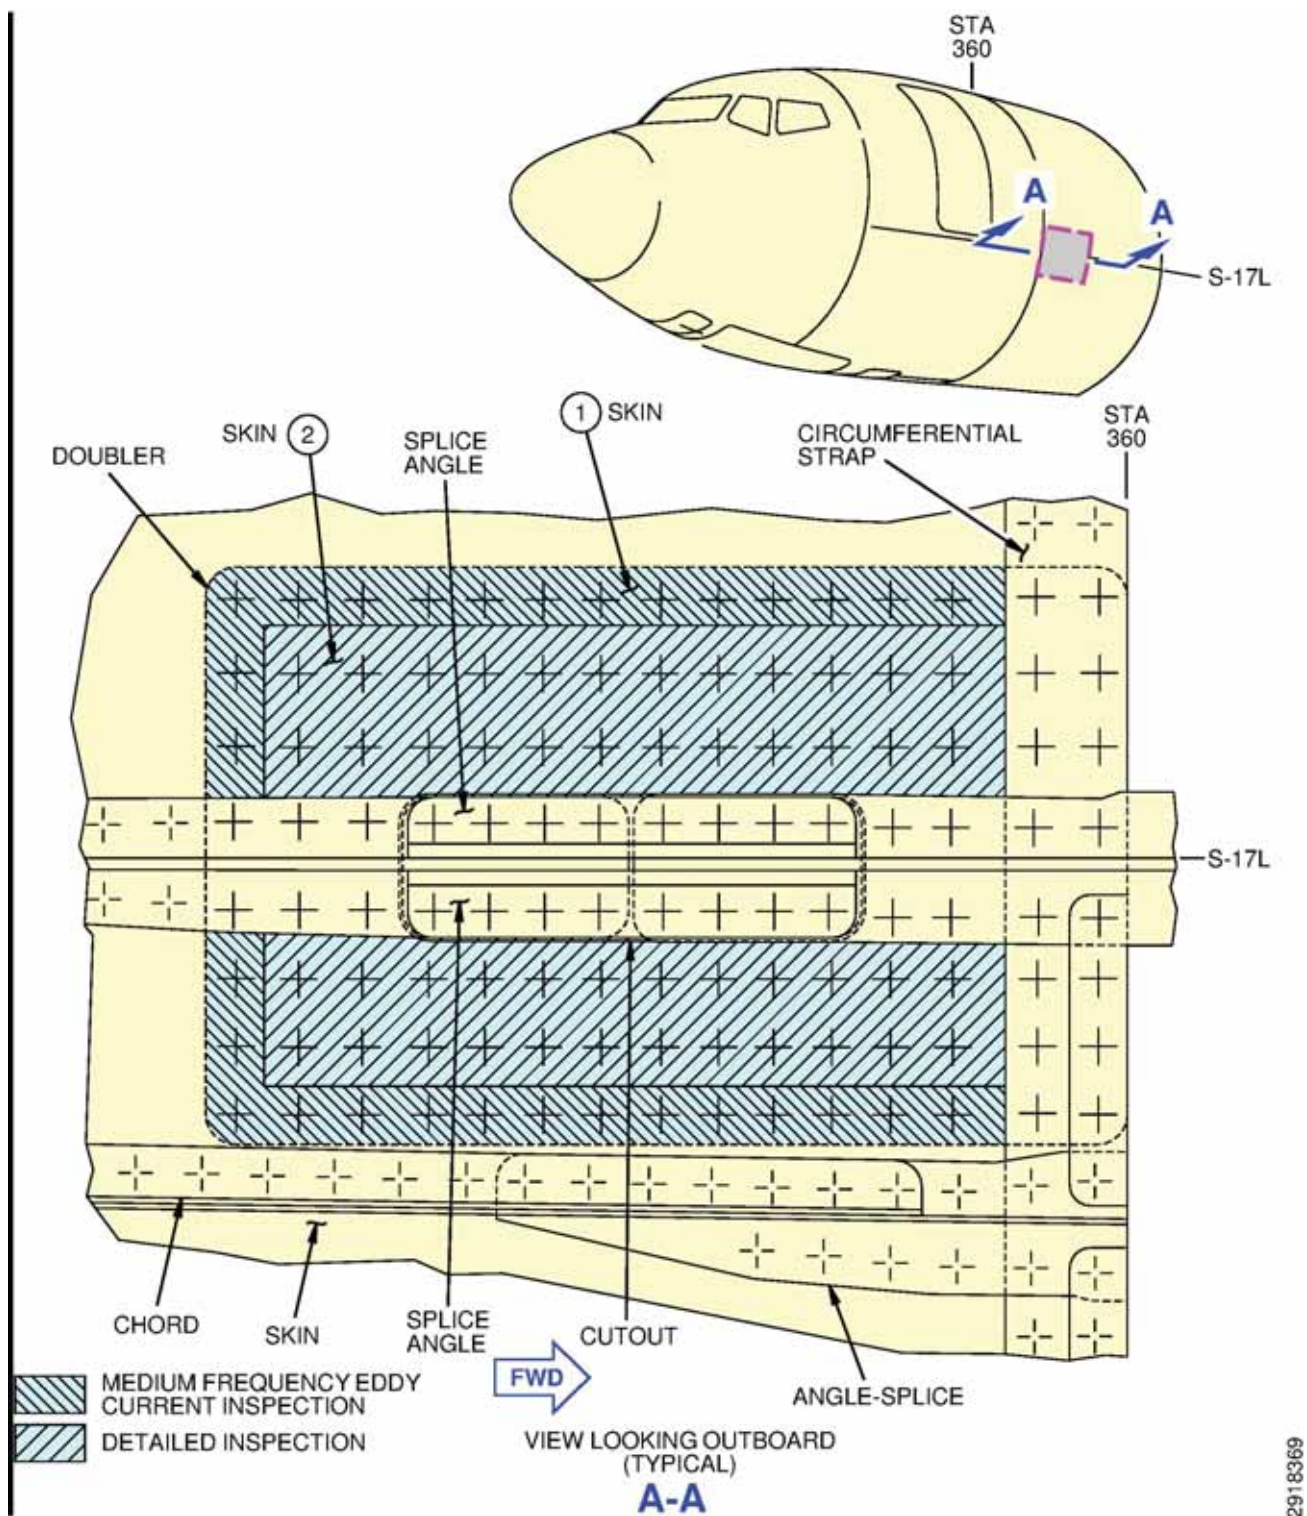 STA
360
A
A
S-17L
1 SKIN
SKIN 2
SPLICE
ANGLE
DOUBLER
CIRCUMFERENTIAL
STRAP
STA
360
S-17L
CHORD
SKIN
SPLICE
ANGLE
CUTOUT
ANGLE-SPLICE
FWD
MEDIUM FREQUENCY EDDY
CURRENT INSPECTION
DETAILED INSPECTION
VIEW LOOKING OUTBOARD
(TYPICAL)
A-A
2918369